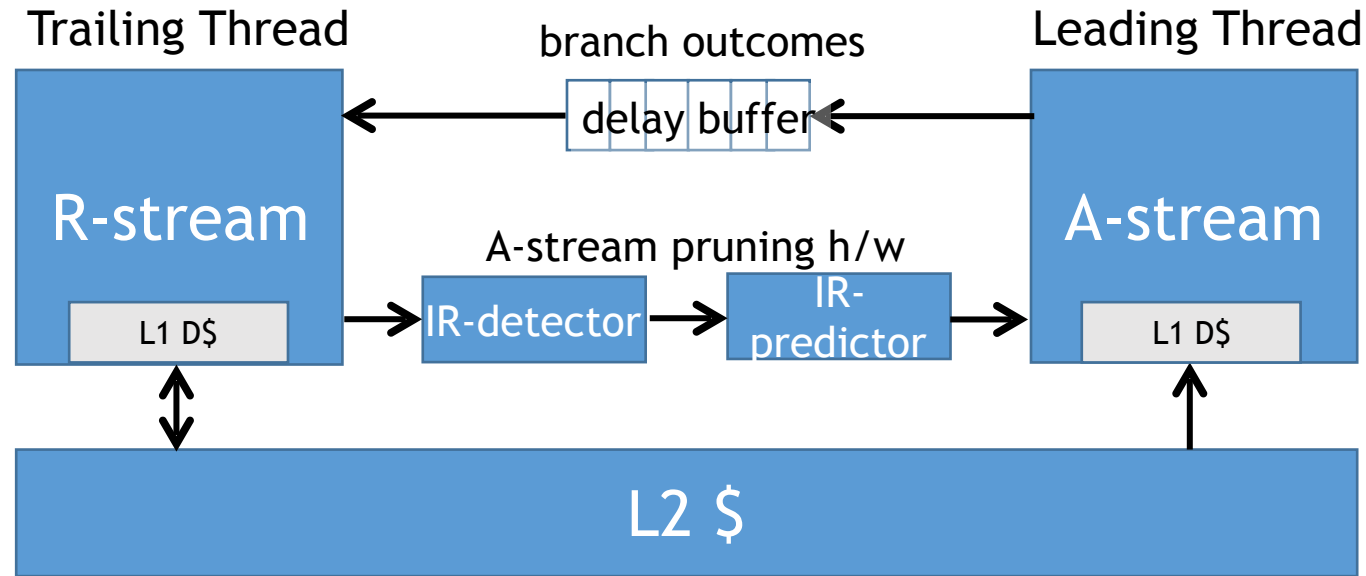 Trailing Thread
branch outcomes
Leading Thread
delay buffer
R-stream
A-stream
A-stream pruning h/w
IR-detector
IR-
predictor
L1 D$
L1 D$
L2 $